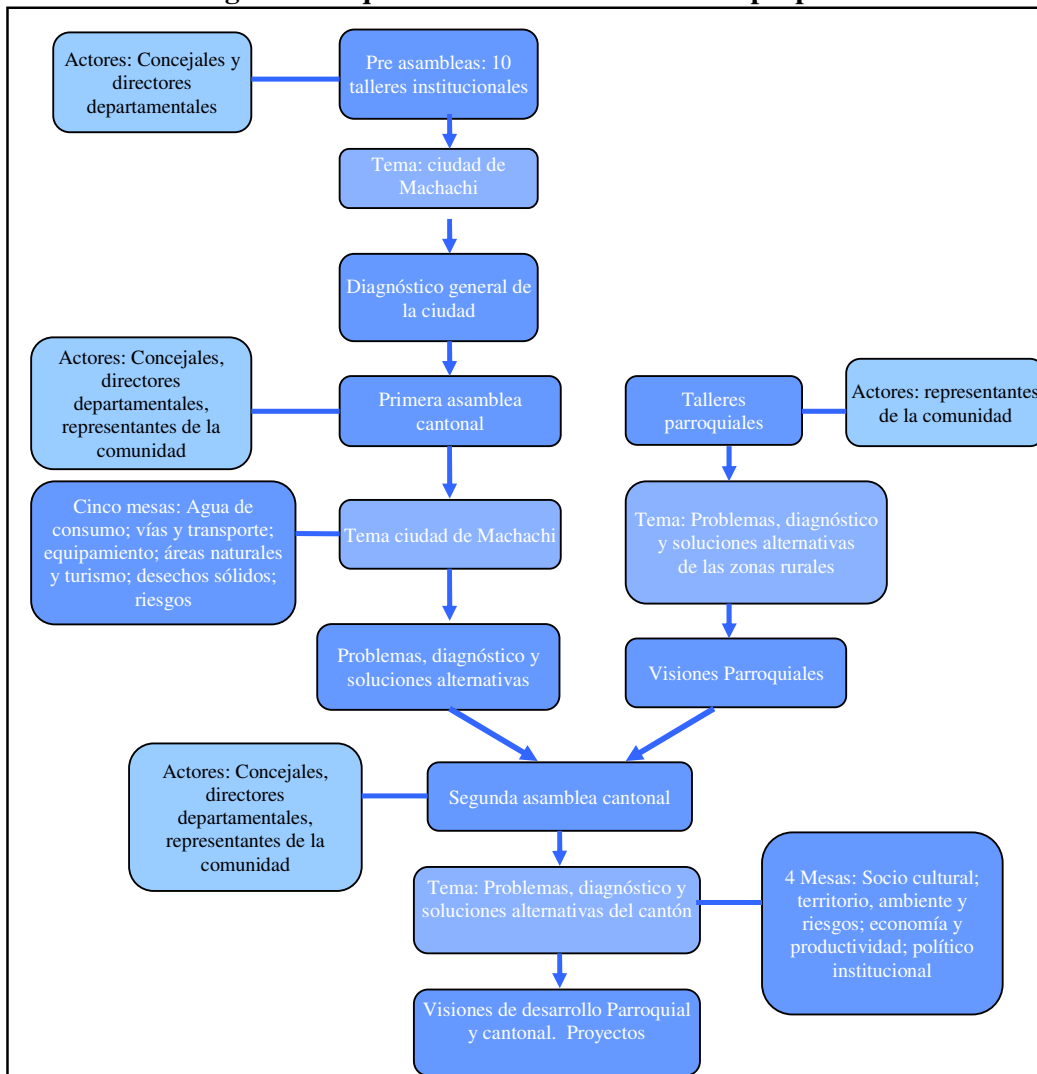 Actores: Concejales y
directores
departamentales
Pre asambleas: 10
talleres institucionales
Tema: ciudad de
Machachi
Diagnóstico general de
la ciudad
Actores: Concejales,
directores
departamentales,
representantes de la
comunidad
Primera asamblea
cantonal
Talleres
parroquiales
Actores: representantes
de la comunidad
Cinco mesas: Agua de
consumo; vías y transporte;
equipamiento; áreas naturales
y turismo; desechos sólidos;
riesgos
Tema ciudad de Machachi
Tema: Problemas, diagnóstico
y soluciones alternativas
de las zonas rurales
Problemas, diagnóstico y
soluciones alternativas
Visiones Parroquiales
Actores: Concejales,
directores
departamentales,
representantes de la
comunidad
Segunda asamblea cantonal
Tema: Problemas, diagnóstico y
soluciones alternativas del cantón
4 Mesas: Socio cultural;
territorio, ambiente y
riesgos; economía y
productividad; político
institucional
Visiones de desarrollo Parroquial
y cantonal. Proyectos